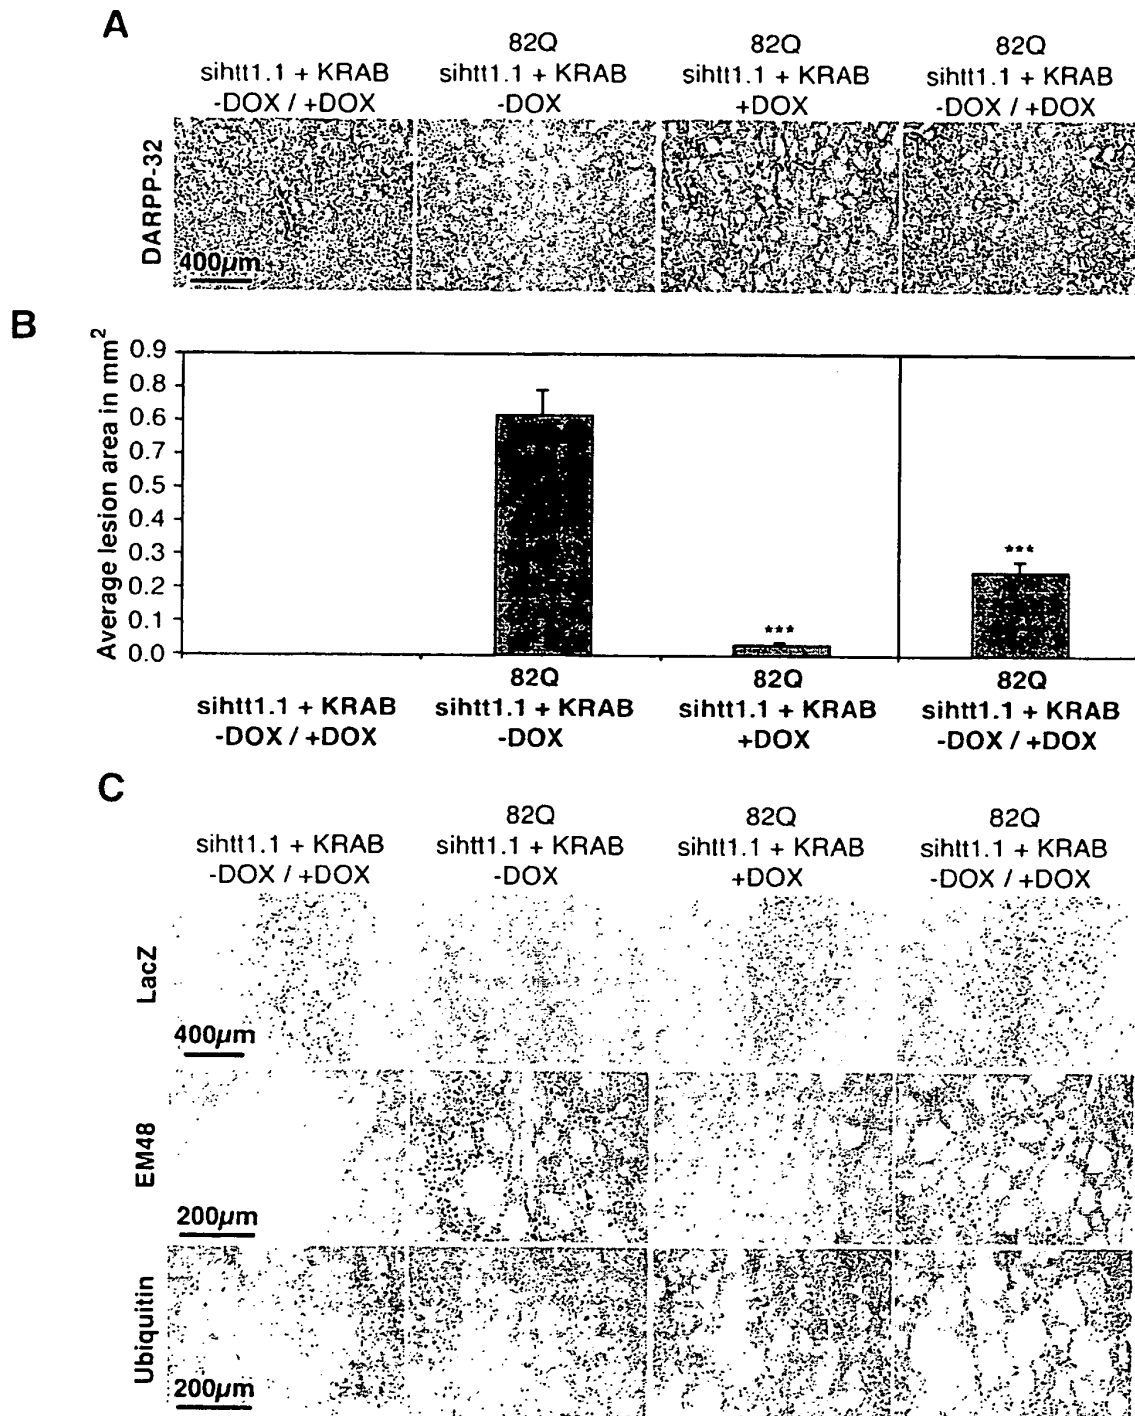 A
sihtt1.1 + KRAB
-DOX / +DOX
82Q
sihtt1.1 + KRAB
-DOX
82Q
sihtt1.1 + KRAB
+DOX
82Q
sihtt1.1 + KRAB
-DOX / +DOX
DARPP-32
400µm
B
Average lesion area in mm²
0.9
0.8
0.6
0.7
0.5
0.4
0.3
0.2
0.1
0.0
***
***
sihtt1.1 + KRAB
-DOX / +DOX
82Q
sihtt1.1 + KRAB
-DOX
82Q
sihtt1.1 + KRAB
+DOX
82Q
sihtt1.1 + KRAB
-DOX / +DOX
C
sihtt1.1 + KRAB
-DOX / +DOX
82Q
sihtt1.1 + KRAB
-DOX
82Q
sihtt1.1 + KRAB
+DOX
82Q
sihtt1.1 + KRAB
-DOX / +DOX
LacZ
400µm
EM48
200µm
Ubiquitin
200µm